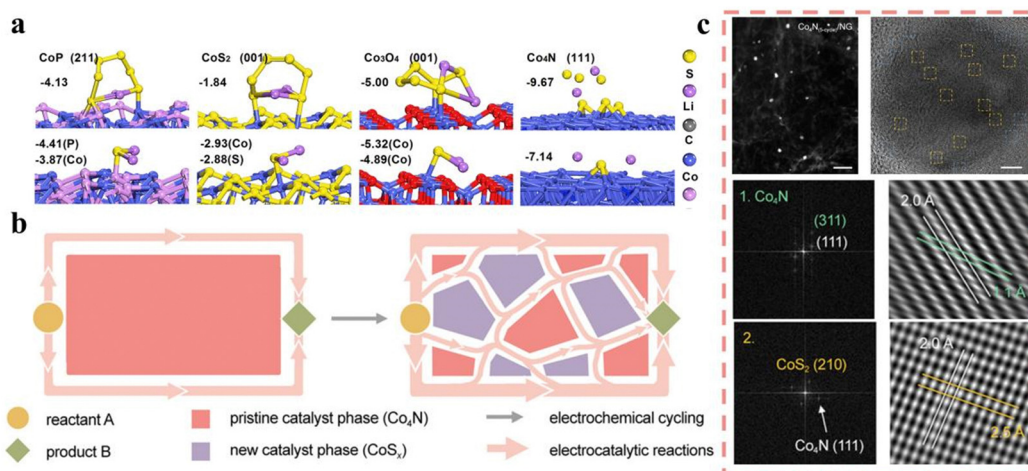 a
CoP (211)
-4.13
CoS₂ (001)
-1.84
Co₃O₄ (001)
-5.00
Co₄N (111)
-9.67
S
Li
C
Co
-4.41(P)
-3.87(Co)
-2.93(Co)
-2.88(S)
-5.32(Co)
-4.89(Co)
-7.14
b
reactant A
product B
pristine catalyst phase (Co₄N)
new catalyst phase (CoSₓ)
electrochemical cycling
electrocatalytic reactions
c
1. Co₄N
(311)
(111)
2.0 A
1.1 A
2.
CoS₂ (210)
Co₄N (111)
2.0 A
2.5 A